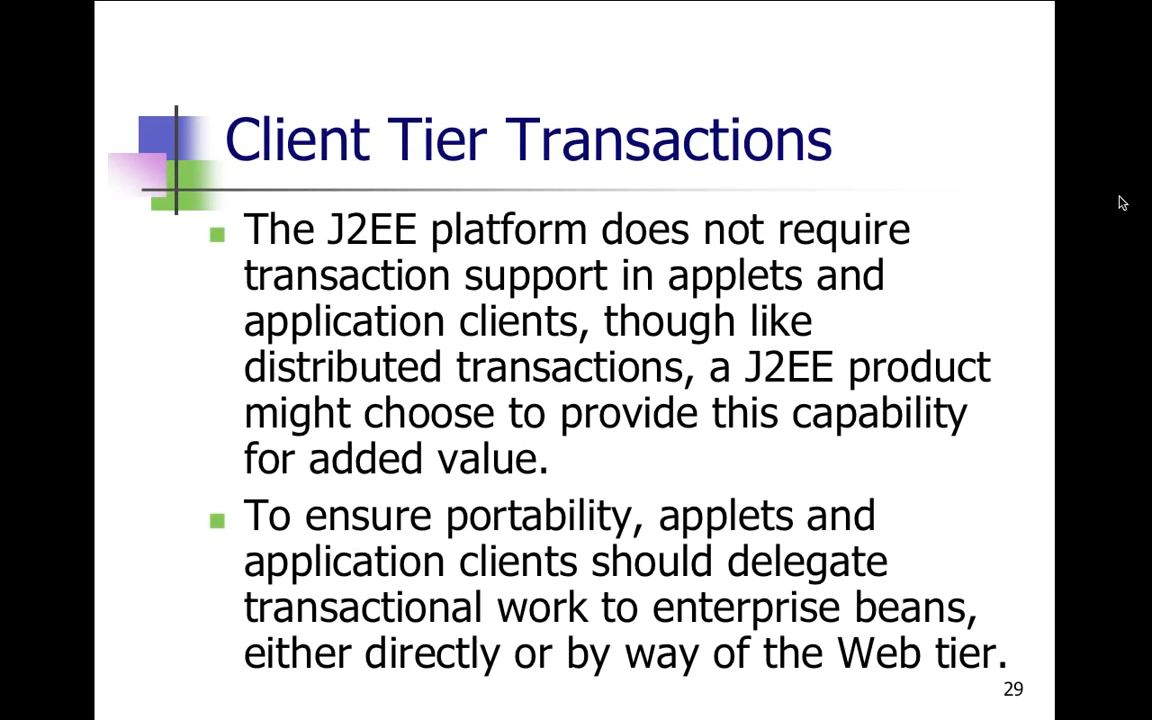 Client Tier Transactions
The J2EE platform does not require
transaction support in applets and
application clients, though like
distributed transactions, a J2EE product
might choose to provide this capability
for added value.
To ensure portability, applets and
application clients should delegate
transactional work to enterprise beans,
either directly or by way of the Web tier.
29